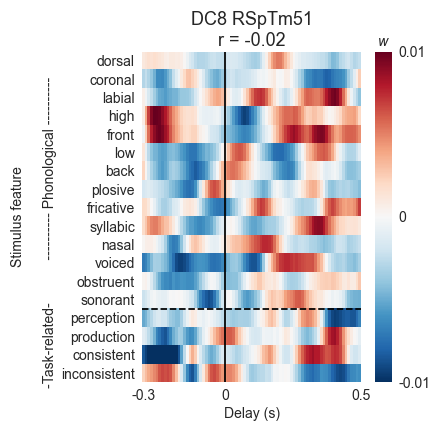 DC8 RSpTm51
r = -0.02
w
Stimulus feature
-Task-related- ------- Phonological ----------
dorsal
coronal
labial
high
front
low
back
plosive
fricative
syllabic
nasal
voiced
obstruent
sonorant
perception
production
consistent
inconsistent
-0.3 0 0.5
Delay (s)
0.01
0
-0.01